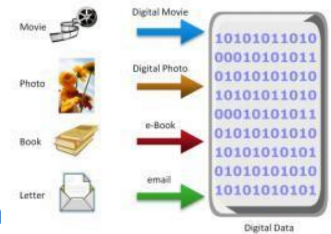 Movie
Digital Movie
Photo
Digital Photo
Book
e-Book
Letter
email
10101011010
00010101011
01010101010
10101011010
00010101011
01010101010
10101010101
01010101010
10101010101
Digital Data